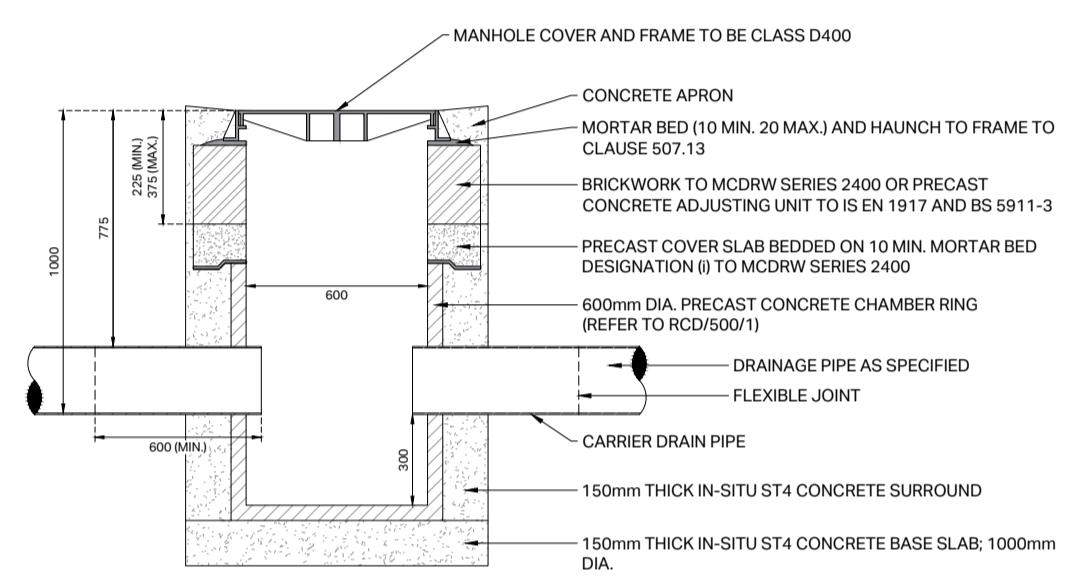 MANHOLE COVER AND FRAME TO BE CLASS D400
CONCRETE APRON
MORTAR BED (10 MIN. 20 MAX.) AND HAUNCH TO FRAME TO
CLAUSE 507.13
BRICKWORK TO MCDRW SERIES 2400 OR PRECAST
CONCRETE ADJUSTING UNIT TO IS EN 1917 AND BS 5911-3
PRECAST COVER SLAB BEDDED ON 10 MIN. MORTAR BED
DESIGNATION (i) TO MCDRW SERIES 2400
600mm DIA. PRECAST CONCRETE CHAMBER RING
(REFER TO RCD/500/1)
DRAINAGE PIPE AS SPECIFIED
FLEXIBLE JOINT
CARRIER DRAIN PIPE
150mm THICK IN-SITU ST4 CONCRETE SURROUND
150mm THICK IN-SITU ST4 CONCRETE BASE SLAB; 1000mm
DIA.
225 (MIN.)
375 (MAX.)
775
1000
600
600 (MIN.)
300